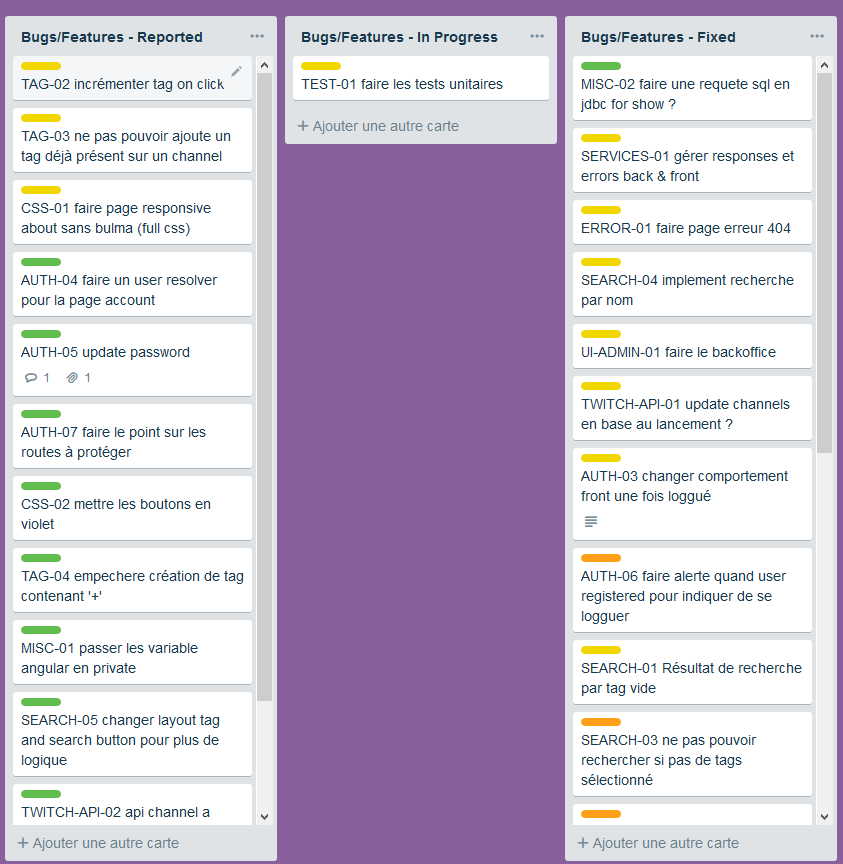 Bugs/Features - Reported
TAG-02 incrémenter tag on click
TAG-03 ne pas pouvoir ajoute un
tag déjà présent sur un channel
CSS-01 faire page responsive
about sans bulma (full css)
AUTH-04 faire un user resolver
pour la page account
AUTH-05 update password
1 1
AUTH-07 faire le point sur les
routes à protéger
CSS-02 mettre les boutons en
violet
TAG-04 empechere création de tag
contenant '+'
MISC-01 passer les variable
angular en private
SEARCH-05 changer layout tag
and search button pour plus de
logique
TWITCH-API-02 api channel a
+ Ajouter une autre carte
Bugs/Features - In Progress
TEST-01 faire les tests unitaires
+ Ajouter une autre carte
Bugs/Features - Fixed
MISC-02 faire une requete sql en
jdbc for show ?
SERVICES-01 gérer responses et
errors back & front
ERROR-01 faire page erreur 404
SEARCH-04 implement recherche
par nom
UI-ADMIN-01 faire le backoffice
TWITCH-API-01 update channels
en base au lancement ?
AUTH-03 changer comportement
front une fois loggué
AUTH-06 faire alerte quand user
registered pour indiquer de se
logguer
SEARCH-01 Résultat de recherche
par tag vide
SEARCH-03 ne pas pouvoir
rechercher si pas de tags
sélectionné
+ Ajouter une autre carte